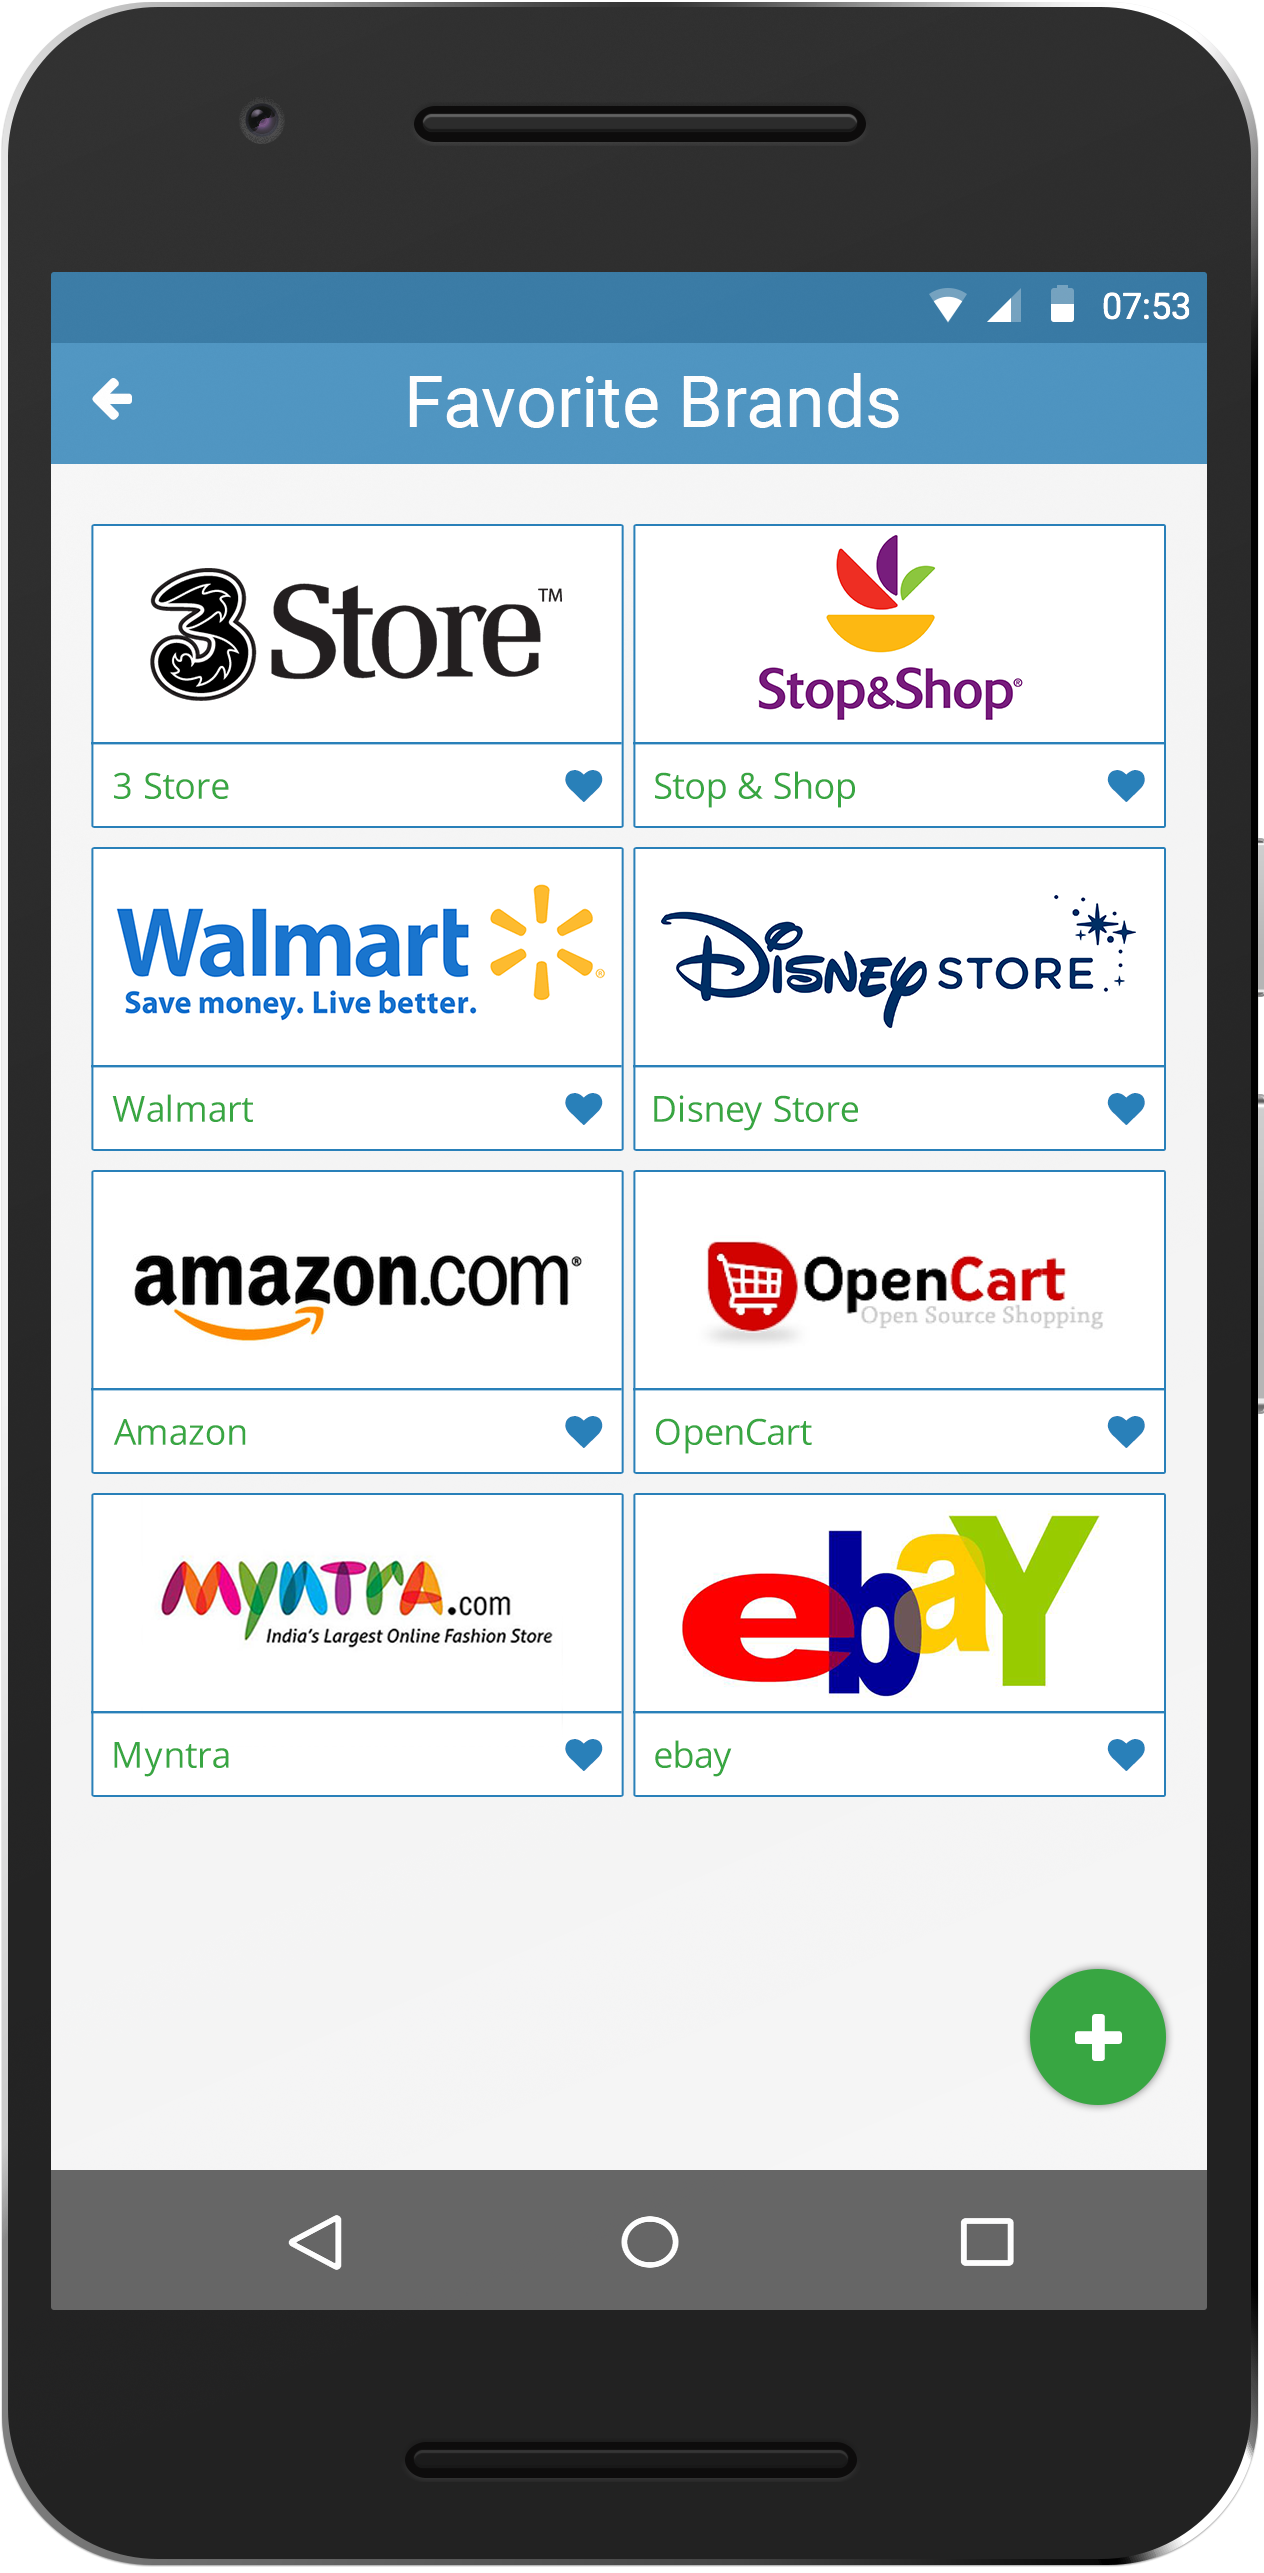 07:53
Favorite Brands
3 Store™
Stop&Shop®
3 Store
Stop & Shop
Walmart®
Save money. Live better.
Disney STORE
Walmart
Disney Store
amazon.com®
OpenCart
Open Source Shopping
Amazon
OpenCart
Myntra.com
India's Largest Online Fashion Store
ebaY
Myntra
ebay